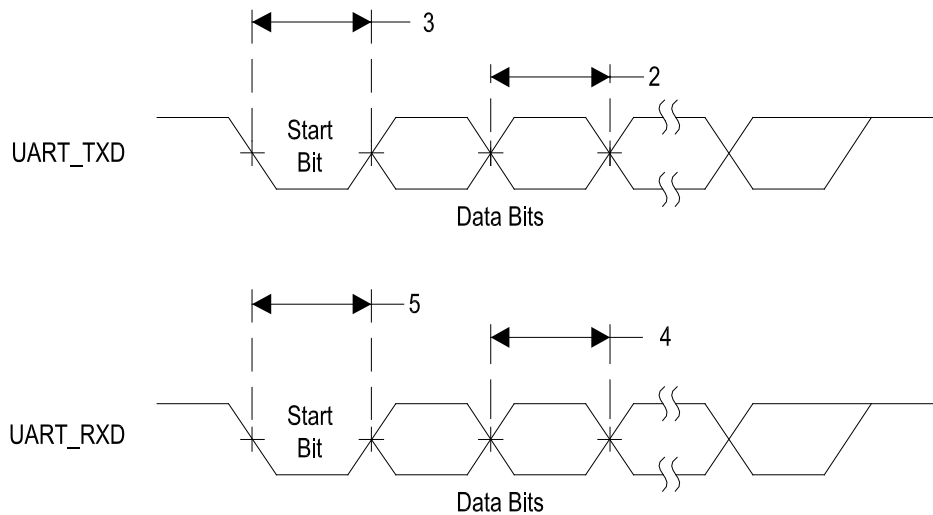 3
2
UART_TXD
Start
Bit
Data Bits
5
4
UART_RXD
Start
Bit
Data Bits